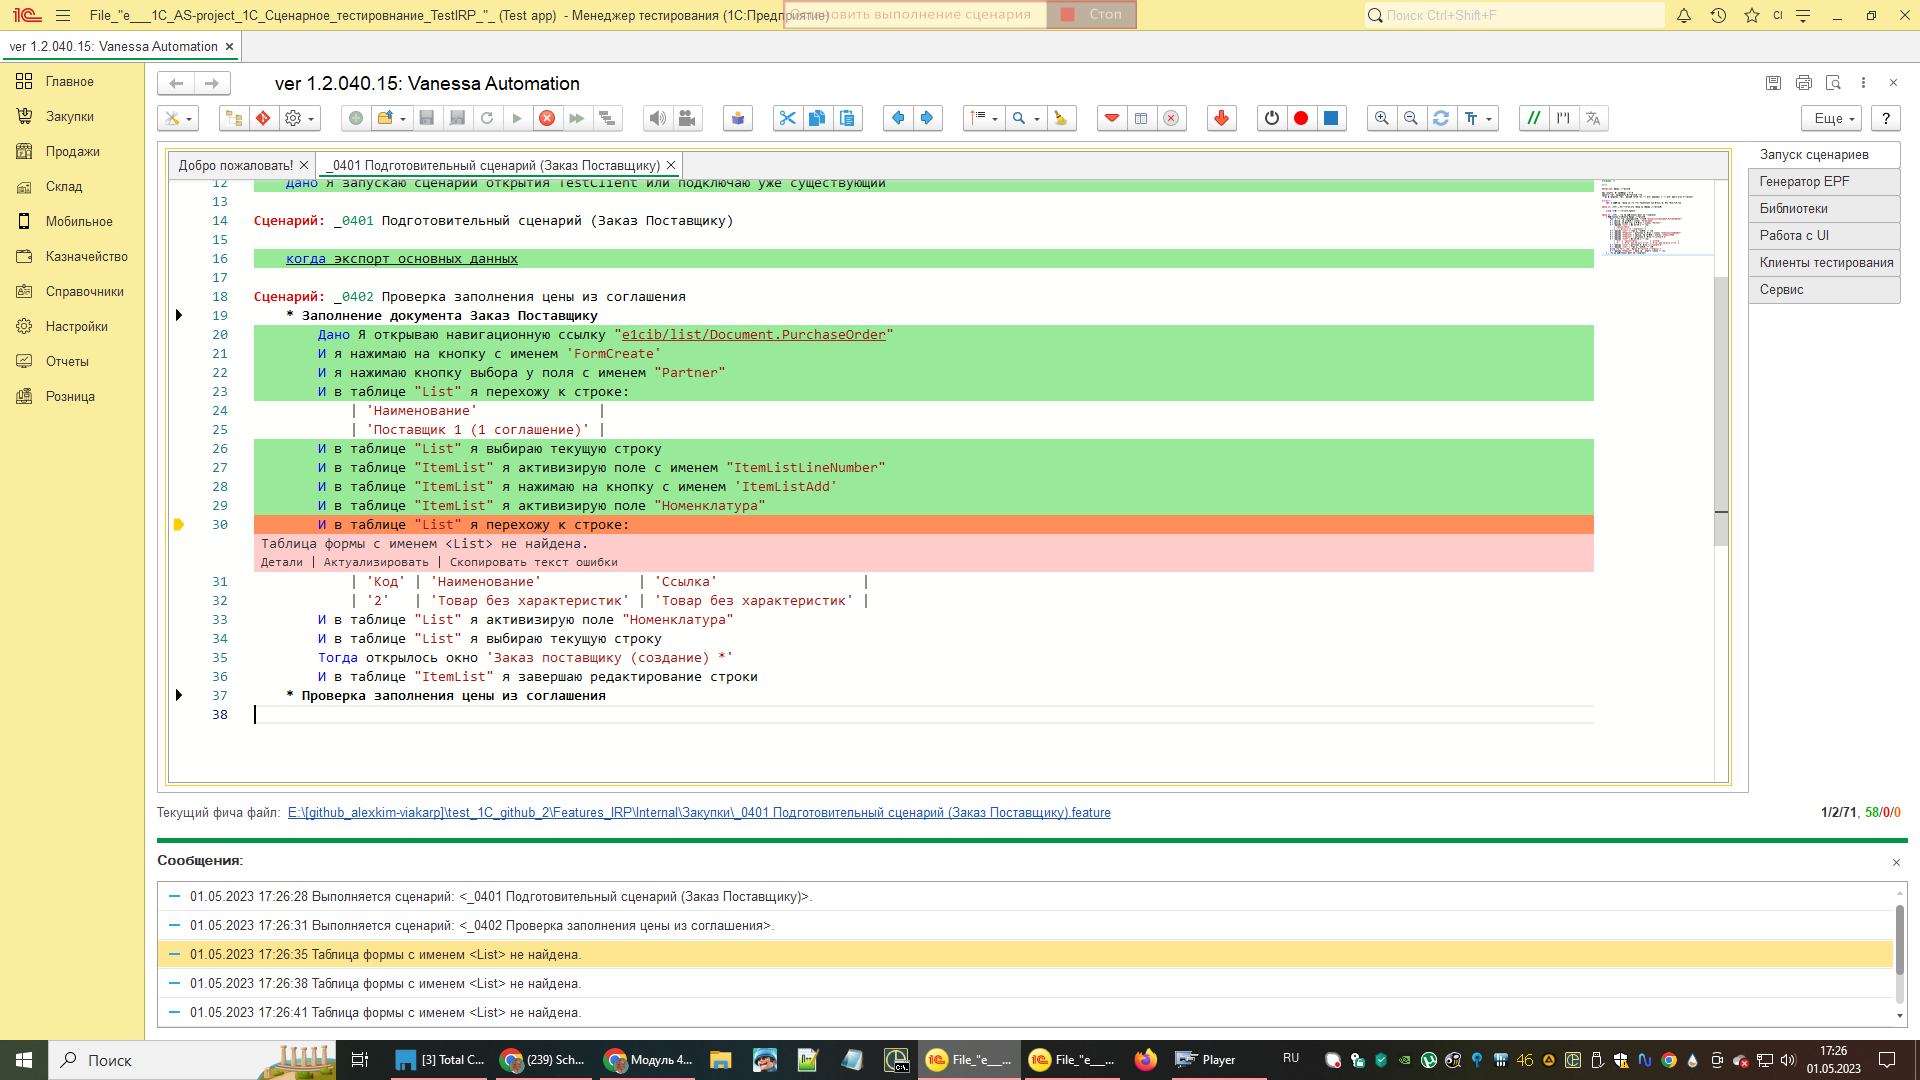 File_"e___1C_AS-project_1C_Сценарное_тестировнание_TestIRP_"_ (Test app) - Менеджер тестирования (1С:Предприятие)
Остановить выполнение сценария
Стоп
Поиск Ctrl+Shift+F
CI
ver 1.2.040.15: Vanessa Automation ×
Главное
Закупки
Продажи
Склад
Мобильное
Казначейство
Справочники
Настройки
Отчеты
Розница
ver 1.2.040.15: Vanessa Automation
Еще
?
Добро пожаловать! ×
_0401 Подготовительный сценарий (Заказ Поставщику) ×
12 Дано Я запускаю сценарий открытия TestClient или подключаю уже существующий
13
14 Сценарий: _0401 Подготовительный сценарий (Заказ Поставщику)
15
16 когда экспорт основных данных
17
18 Сценарий: _0402 Проверка заполнения цены из соглашения
19 * Заполнение документа Заказ Поставщику
20 Дано Я открываю навигационную ссылку "e1cib/list/Document.PurchaseOrder"
21 И я нажимаю на кнопку с именем 'FormCreate'
22 И я нажимаю кнопку выбора у поля с именем "Partner"
23 И в таблице "List" я перехожу к строке:
24 | 'Наименование' |
25 | 'Поставщик 1 (1 соглашение)' |
26 И в таблице "List" я выбираю текущую строку
27 И в таблице "ItemList" я активизирую поле с именем "ItemListLineNumber"
28 И в таблице "ItemList" я нажимаю на кнопку с именем 'ItemListAdd'
29 И в таблице "ItemList" я активизирую поле "Номенклатура"
30 И в таблице "List" я перехожу к строке:
Таблица формы с именем <List> не найдена.
Детали | Актуализировать | Скопировать текст ошибки
31 | 'Код' | 'Наименование' | 'Ссылка' |
32 | '2' | 'Товар без характеристик' | 'Товар без характеристик' |
33 И в таблице "List" я активизирую поле "Номенклатура"
34 И в таблице "List" я выбираю текущую строку
35 Тогда открылось окно 'Заказ поставщику (создание) *'
36 И в таблице "ItemList" я завершаю редактирование строки
37 * Проверка заполнения цены из соглашения
38
Запуск сценариев
Генератор EPF
Библиотеки
Работа с UI
Клиенты тестирования
Сервис
Текущий фича файл: E:\[github_alexkim-viakarp]\test_1C_github_2\Features_IRP\Internal\Закупки\_0401 Подготовительный сценарий (Заказ Поставщику).feature
1/2/71, 58/0/0
Сообщения:
01.05.2023 17:26:28 Выполняется сценарий: <_0401 Подготовительный сценарий (Заказ Поставщику)>.
01.05.2023 17:26:31 Выполняется сценарий: <_0402 Проверка заполнения цены из соглашения>.
01.05.2023 17:26:35 Таблица формы с именем <List> не найдена.
01.05.2023 17:26:38 Таблица формы с именем <List> не найдена.
01.05.2023 17:26:41 Таблица формы с именем <List> не найдена.
Поиск
[3] Total C...
(239) Sch...
Модуль 4...
File_"e___...
File_"e___...
Player
RU
46
17:26
01.05.2023